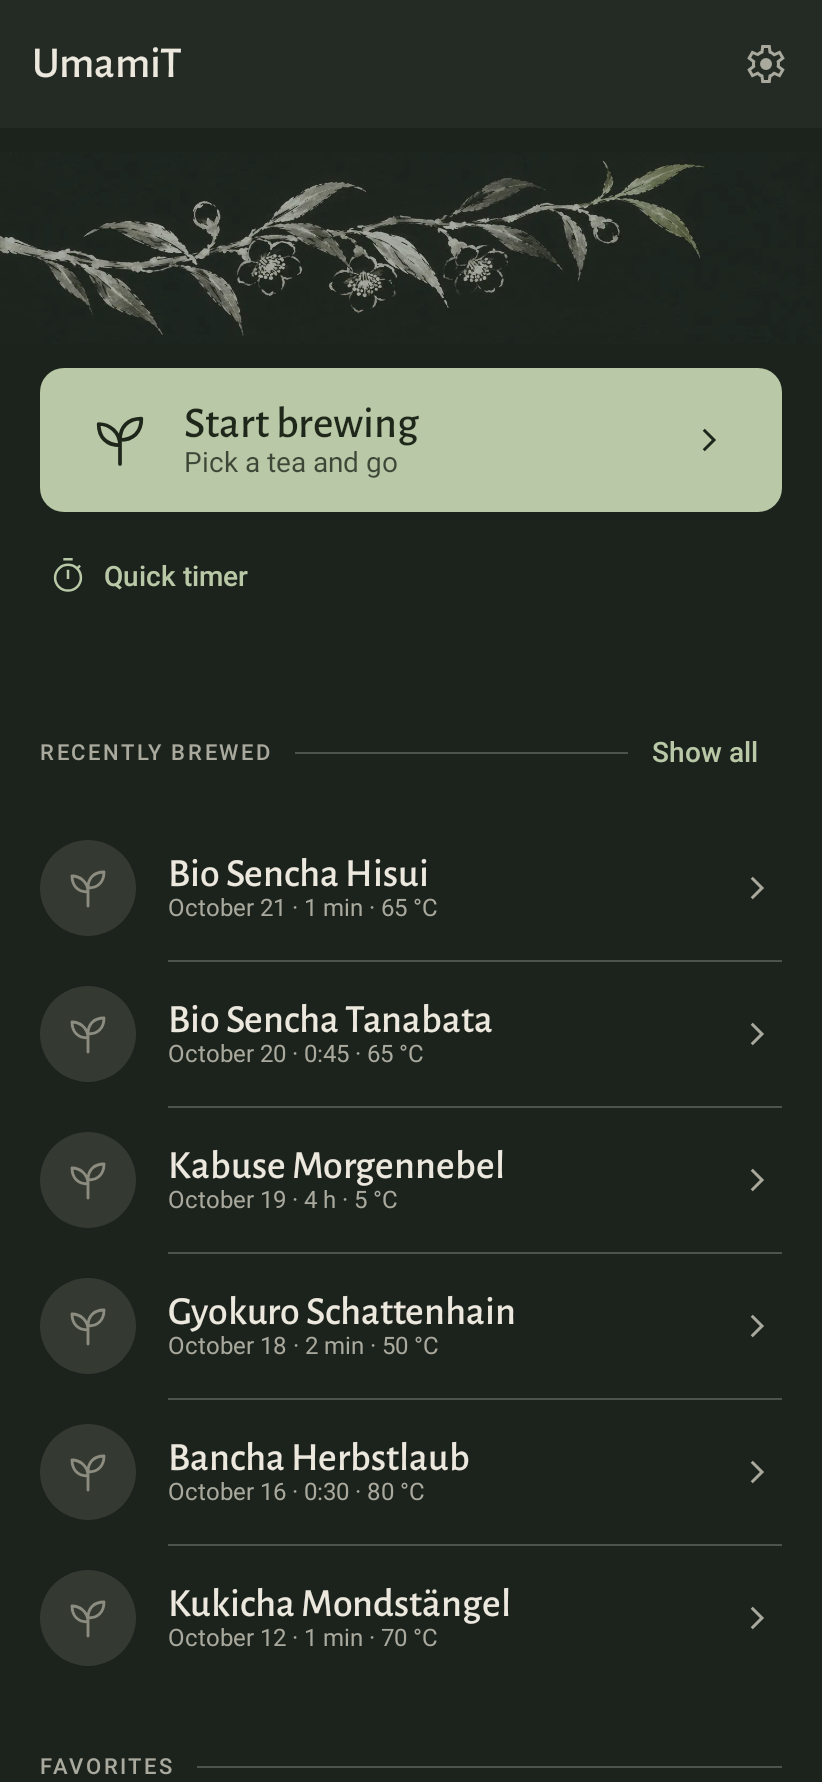 UmamiT
Start brewing
Pick a tea and go
Quick timer
RECENTLY BREWED
Show all
Bio Sencha Hisui
October 21 · 1 min · 65 °C
Bio Sencha Tanabata
October 20 · 0:45 · 65 °C
Kabuse Morgennebel
October 19 · 4 h · 5 °C
Gyokuro Schattenhain
October 18 · 2 min · 50 °C
Bancha Herbstlaub
October 16 · 0:30 · 80 °C
Kukicha Mondstängel
October 12 · 1 min · 70 °C
FAVORITES